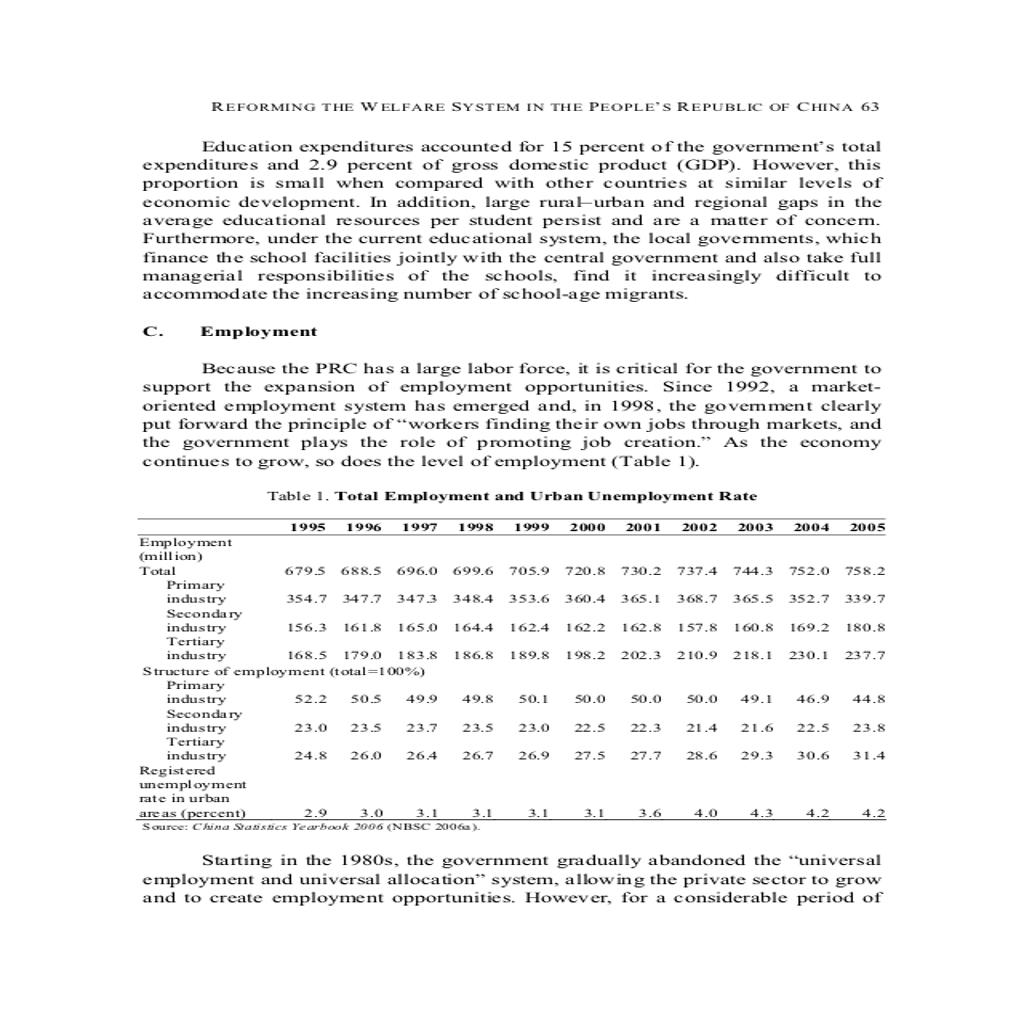 REFORMING THE WELFARE SYSTEM IN THE PEOPLE'S REPUBLIC OF CHINA 63
Education expenditures accounted for 15 percent of the government's total
expenditures and 2.9 percent of gross domestic product (GDP). However, this
proportion is small when compared with other countries at similar levels of
economic development. In addition, large rural–urban and regional gaps in the
average educational resources per student persist and are a matter of concern.
Furthermore, under the current educational system, the local governments, which
finance the school facilities jointly with the central government and also take full
managerial responsibilities of the schools, find it increasingly difficult to
accommodate the increasing number of school-age migrants.
C. Employment
Because the PRC has a large labor force, it is critical for the government to
support the expansion of employment opportunities. Since 1992, a market-
oriented employment system has emerged and, in 1998, the government clearly
put forward the principle of "workers finding their own jobs through markets, and
the government plays the role of promoting job creation." As the economy
continues to grow, so does the level of employment (Table 1).
Table 1. Total Employment and Urban Unemployment Rate
1995 1996 1997 1998 1999 2000 2001 2002 2003 2004 2005
Employment
(million)
Total 679.5 688.5 696.0 699.6 705.9 720.8 730.2 737.4 744.3 752.0 758.2
Primary
industry 354.7 347.7 347.3 348.4 353.6 360.4 365.1 368.7 365.5 352.7 339.7
Secondary
industry 156.3 161.8 165.0 164.4 162.4 162.2 162.8 157.8 160.8 169.2 180.8
Tertiary
industry 168.5 179.0 183.8 186.8 189.8 198.2 202.3 210.9 218.1 230.1 237.7
Structure of employment (total=100%)
Primary
industry 52.2 50.5 49.9 49.8 50.1 50.0 50.0 50.0 49.1 46.9 44.8
Secondary
industry 23.0 23.5 23.7 23.5 23.0 22.5 22.3 21.4 21.6 22.5 23.8
Tertiary
industry 24.8 26.0 26.4 26.7 26.9 27.5 27.7 28.6 29.3 30.6 31.4
Registered
unemployment
rate in urban
areas (percent) 2.9 3.0 3.1 3.1 3.1 3.1 3.6 4.0 4.3 4.2 4.2
Source: China Statistics Yearbook 2006 (NBSC 2006a).
Starting in the 1980s, the government gradually abandoned the "universal
employment and universal allocation" system, allowing the private sector to grow
and to create employment opportunities. However, for a considerable period of